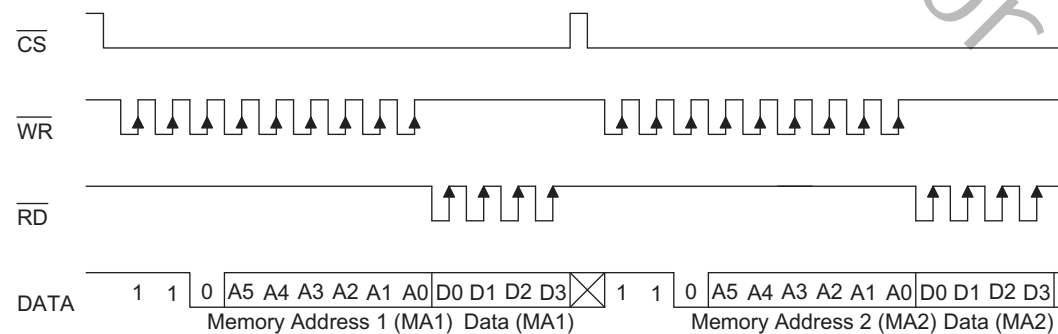 CS
WR
RD
DATA 1 1 0 A5 A4 A3 A2 A1 A0 D0 D1 D2 D3 1 1 0 A5 A4 A3 A2 A1 A0 D0 D1 D2 D3
Memory Address 1 (MA1) Data (MA1) Memory Address 2 (MA2) Data (MA2)